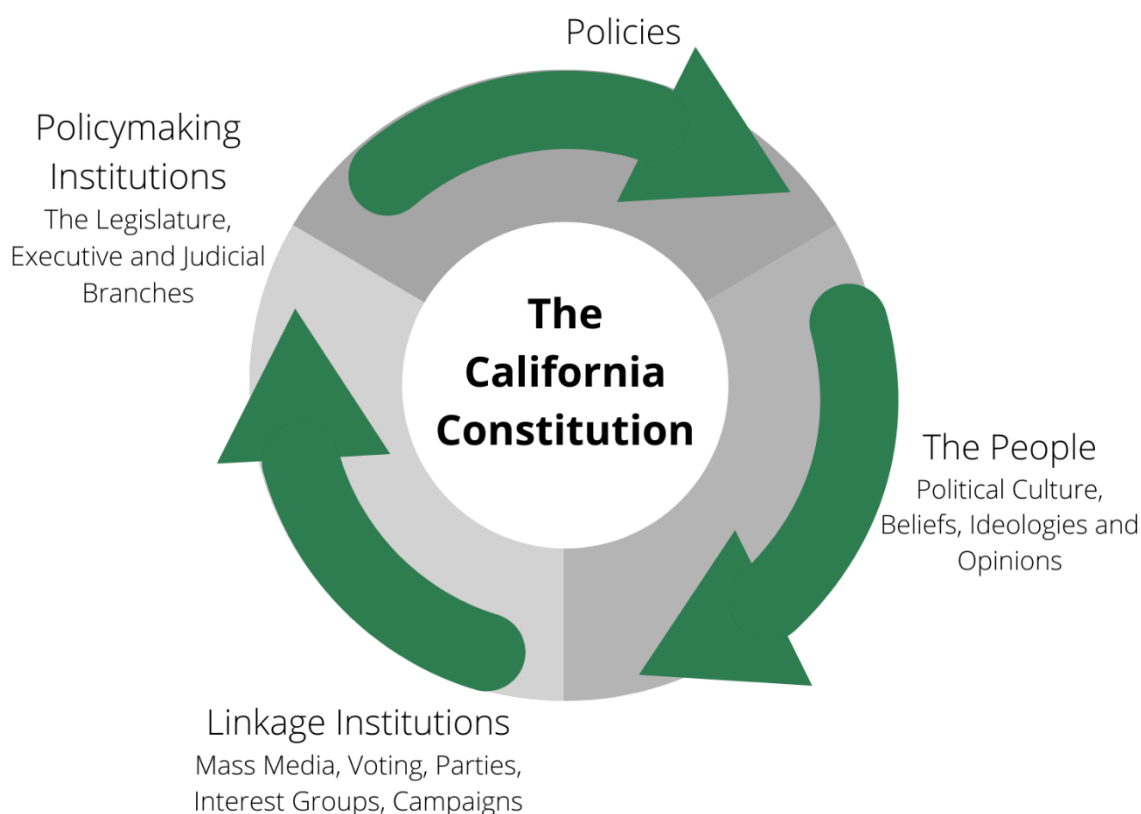 Policies
Policymaking
Institutions
The Legislature,
Executive and Judicial
Branches
The
California
Constitution
The People
Political Culture,
Beliefs, Ideologies and
Opinions
Linkage Institutions
Mass Media, Voting, Parties,
Interest Groups, Campaigns